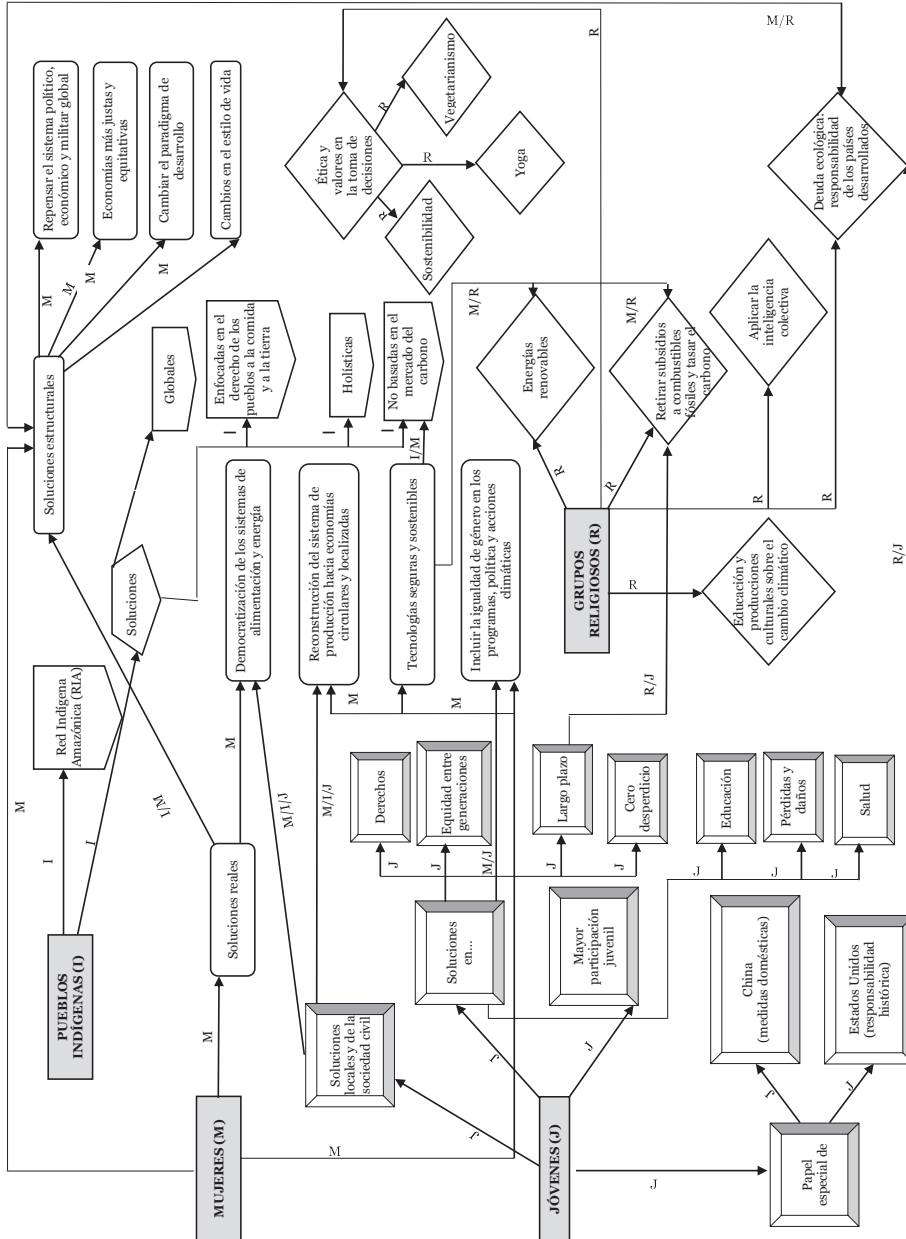 PUEBLOS
INDÍGENAS (I)
I
I
Red Indígena
Amazónica (RIA)
Soluciones
Globales
I
Enfocadas en el
derecho de los
pueblos a la comida
y a la tierra
I
Holísticas
I
No basadas en el
mercado del
carbono
MUJERES (M)
M
M
M
Soluciones reales
I/M
M
Soluciones estructurales
M
Repensar el sistema político,
económico y militar global
M
M
Economías más justas y
equitativas
M
Cambiar el paradigma de
desarrollo
M
Cambios en el estilo de vida
Democratización de los sistemas de
alimentación y energía
Reconstrucción del sistema de
producción hacia economías
circulares y localizadas
M
Tecnologías seguras y sostenibles
M
I/M
Incluir la igualdad de género en los
programas, política y acciones
climáticas
JÓVENES (J)
J
Soluciones
locales y de la
sociedad civil
M/I/J
M/I/J
J
Soluciones
en...
M/J
J
Derechos
J
Equidad entre
generaciones
J
Largo plazo
J
Cero
desperdicio
J
Educación
J
Pérdidas y
daños
J
Salud
J
Mayor
participación
juvenil
J
Papel
especial de
J
China
(medidas domésticas)
J
Estados Unidos
(responsabilidad
histórica)
R/J
R/J
GRUPOS
RELIGIOSOS (R)
R
Educación y
producciones
culturales sobre el
cambio climático
R
Energías
renovables
M/R
R
Retirar subsidios
a combustibles
fósiles y tasar el
carbono
M/R
R
Aplicar la
inteligencia
colectiva
R
Deuda ecológica:
responsabilidad
de los países
desarrollados
M/R
R
Ética y
valores en
la toma de
decisiones
R
Sostenibilidad
R
Yoga
R
Vegetarianismo